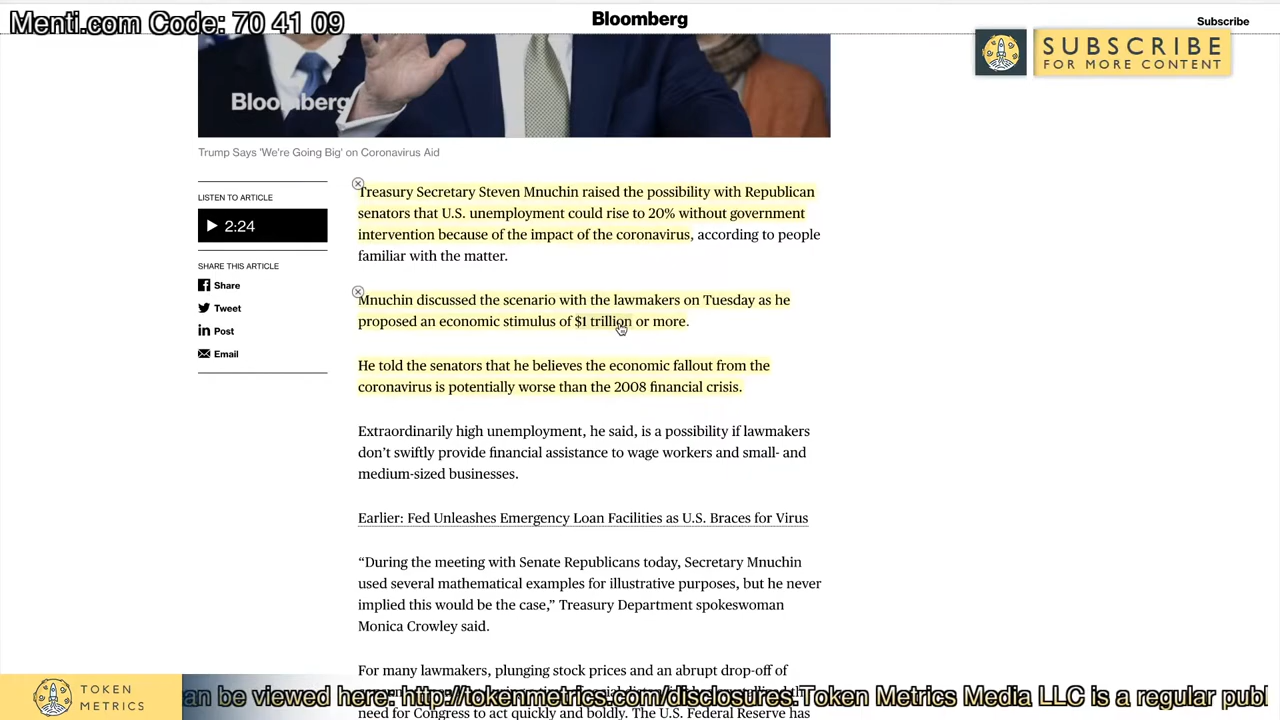 Menti.com Code: 70 41 09
Bloomberg
Subscribe
SUBSCRIBE
FOR MORE CONTENT
Bloomberg
Trump Says 'We're Going Big' on Coronavirus Aid
LISTEN TO ARTICLE
2:24
SHARE THIS ARTICLE
Share
Tweet
Post
Email
Treasury Secretary Steven Mnuchin raised the possibility with Republican
senators that U.S. unemployment could rise to 20% without government
intervention because of the impact of the coronavirus, according to people
familiar with the matter.
Mnuchin discussed the scenario with the lawmakers on Tuesday as he
proposed an economic stimulus of $1 trillion or more.
He told the senators that he believes the economic fallout from the
coronavirus is potentially worse than the 2008 financial crisis.
Extraordinarily high unemployment, he said, is a possibility if lawmakers
don’t swiftly provide financial assistance to wage workers and small- and
medium-sized businesses.
Earlier: Fed Unleashes Emergency Loan Facilities as U.S. Braces for Virus
“During the meeting with Senate Republicans today, Secretary Mnuchin
used several mathematical examples for illustrative purposes, but he never
implied this would be the case,” Treasury Department spokeswoman
Monica Crowley said.
For many lawmakers, plunging stock prices and an abrupt drop-off of
need for Congress to act quickly and boldly. The U.S. Federal Reserve has
TOKEN
METRICS
an be viewed here: http://tokenmetrics.com/disclosures.Token Metrics Media LLC is a regular publ